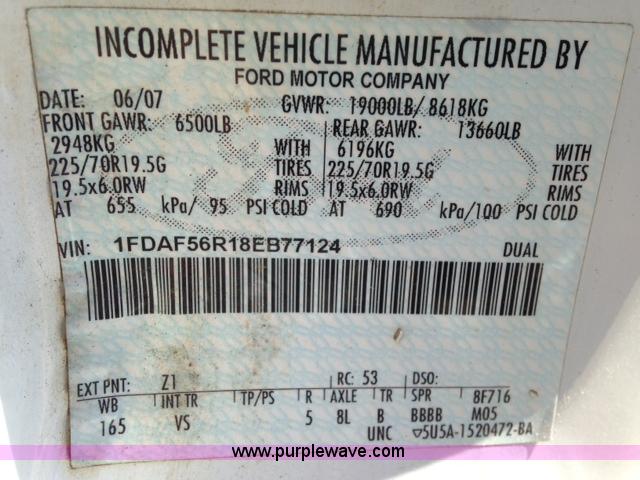 INCOMPLETE VEHICLE MANUFACTURED BY
FORD MOTOR COMPANY
DATE: 06/07 GVWR: 19000LB/ 8618KG
FRONT GAWR: 6500LB REAR GAWR: 13660LB
2948KG WITH 6196KG WITH
225/70R19.5G TIRES 225/70R19.5G TIRES
19.5x6.0RW RIMS 19.5x6.0RW RIMS
AT 655 kPa/ 95 PSI COLD AT 690 kPa/100 PSI COLD
VIN: 1FDAF56R18EB77124 DUAL
EXT PNT: Z1 RC: 53 DSO:
WB INT TR TP/PS R AXLE TR SPR 8F716
165 VS 5 8L B BBBB M05
UNC ▽5U5A-1520472-BA
www.purplewave.com